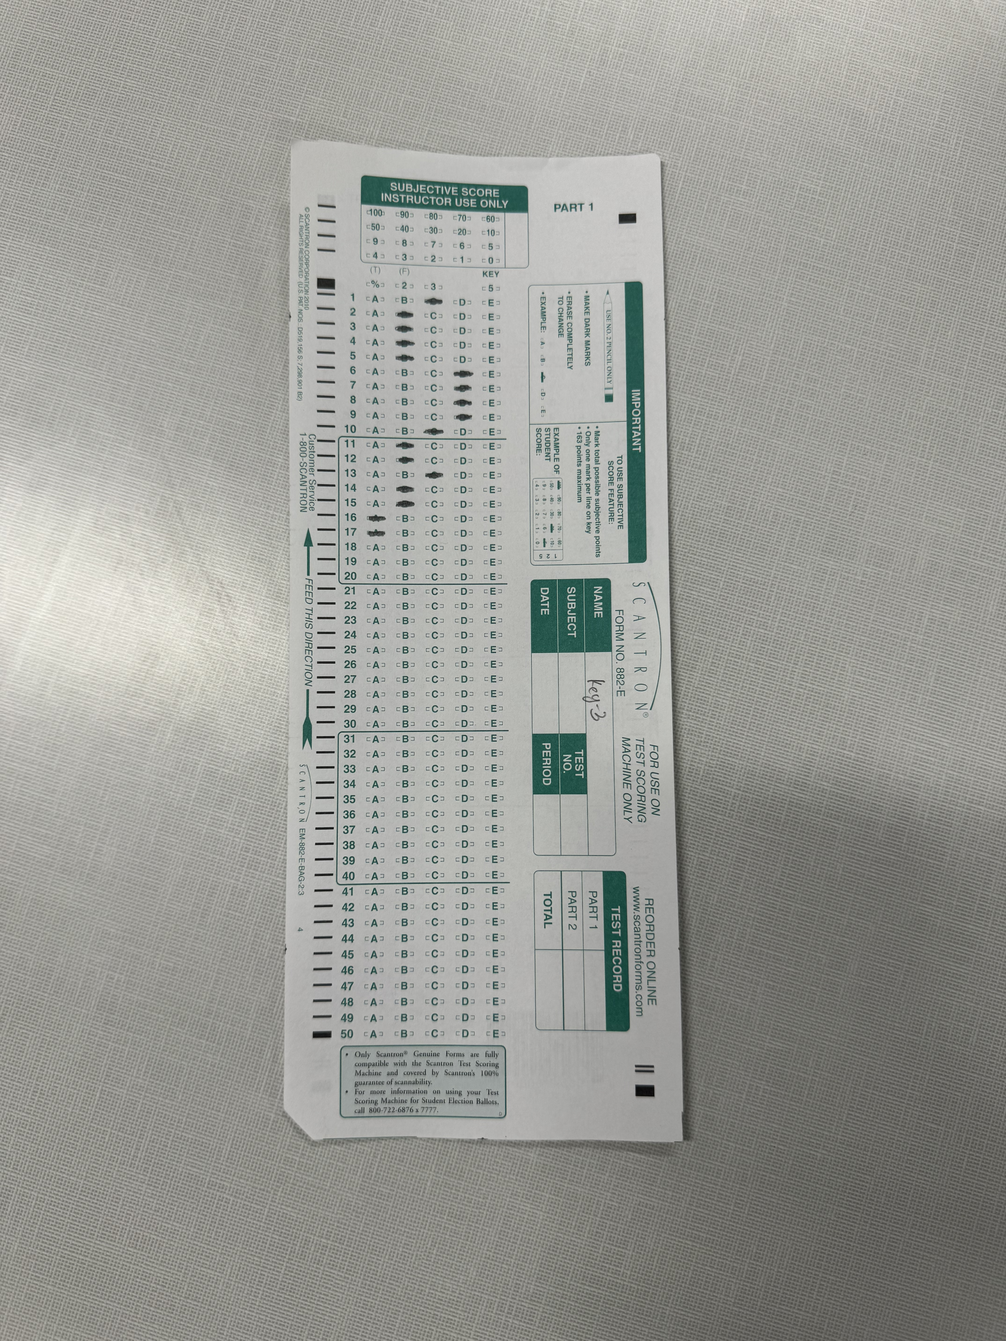 SUBJECTIVE SCORE
INSTRUCTOR USE ONLY
100 90 80 70 60
50 40 30 20 10
9 8 7 6 5
4 3 2 1 0
(T) (F) KEY
% 2 3 5
1 A B D E
2 A C D E
3 A C D E
4 A C D E
5 A C D E
6 A B C E
7 A B C E
8 A B C E
9 A B C E
10 A B D E
11 A C D E
12 A C D E
13 A B D E
14 A C D E
15 A C D E
16 B C D E
17 B C D E
18 A B C D E
19 A B C D E
20 A B C D E
21 A B C D E
22 A B C D E
23 A B C D E
24 A B C D E
25 A B C D E
26 A B C D E
27 A B C D E
28 A B C D E
29 A B C D E
30 A B C D E
31 A B C D E
32 A B C D E
33 A B C D E
34 A B C D E
35 A B C D E
36 A B C D E
37 A B C D E
38 A B C D E
39 A B C D E
40 A B C D E
41 A B C D E
42 A B C D E
43 A B C D E
44 A B C D E
45 A B C D E
46 A B C D E
47 A B C D E
48 A B C D E
49 A B C D E
50 A B C D E
• Only Scantron® Genuine Forms are fully
compatible with the Scantron Test Scoring
Machine and covered by Scantron's 100%
guarantee of scannability.
• For more information on using your Test
Scoring Machine for Student Election Ballots,
call 800-722-6876 x 7777.
PART 1
IMPORTANT
USE NO. 2 PENCIL ONLY
• MAKE DARK MARKS
• ERASE COMPLETELY
TO CHANGE
• EXAMPLE: A B D E
TO USE SUBJECTIVE
SCORE FEATURE:
• Mark total possible subjective points
• Only one mark per line on key
• 163 points maximum
EXAMPLE OF
STUDENT
SCORE:
1 2 5
SCANTRON®
FORM NO. 882-E
FOR USE ON
TEST SCORING
MACHINE ONLY
NAME Key-3
SUBJECT
TEST
NO.
DATE
PERIOD
REORDER ONLINE
www.scantronforms.com
TEST RECORD
PART 1
PART 2
TOTAL
© SCANTRON CORPORATION 2010
ALL RIGHTS RESERVED.
Customer Service
1-800-SCANTRON
FEED THIS DIRECTION
SCANTRON EM-882-E-BAG-2:3
4